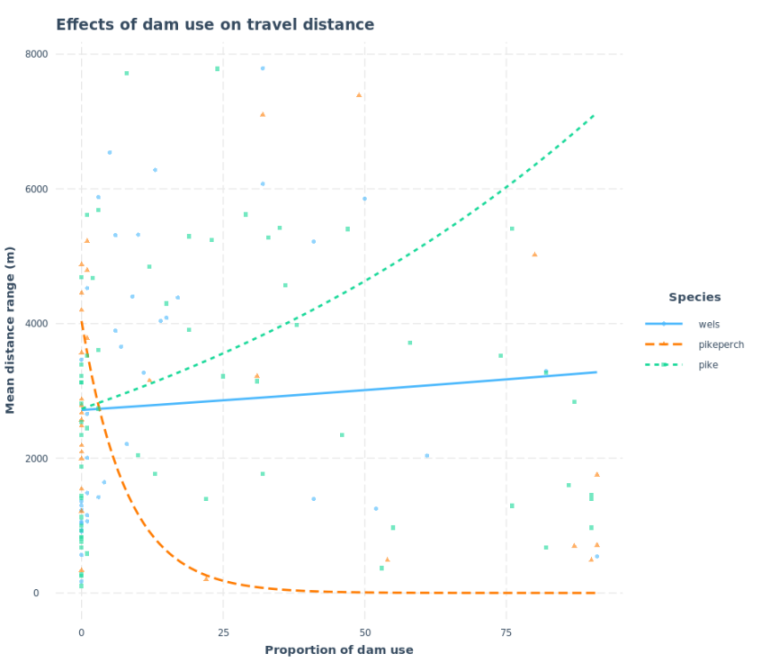 Effects of dam use on travel distance
8000
6000
4000
2000
0
Mean distance range (m)
0 25 50 75
Proportion of dam use
Species
wels
pikeperch
pike